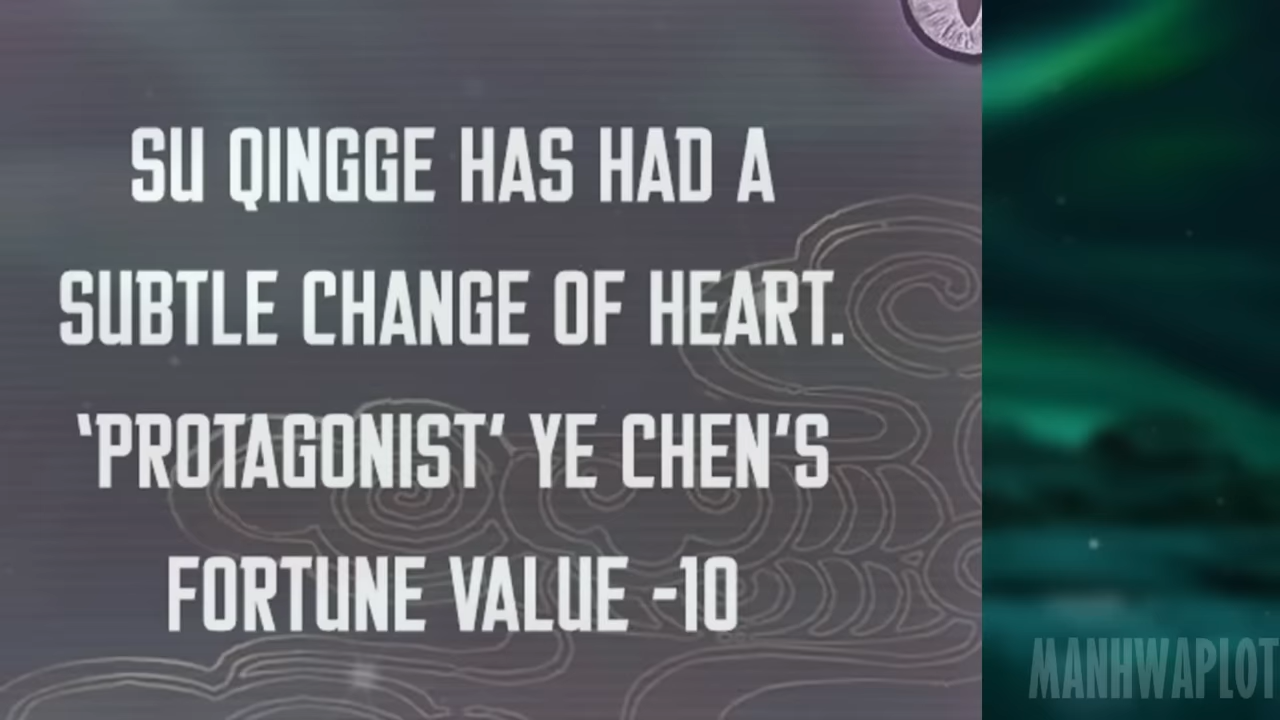 SU QINGGE HAS HAD A
SUBTLE CHANGE OF HEART.
‘PROTAGONIST’ YE CHEN’S
FORTUNE VALUE -10
MANHWAPLOT